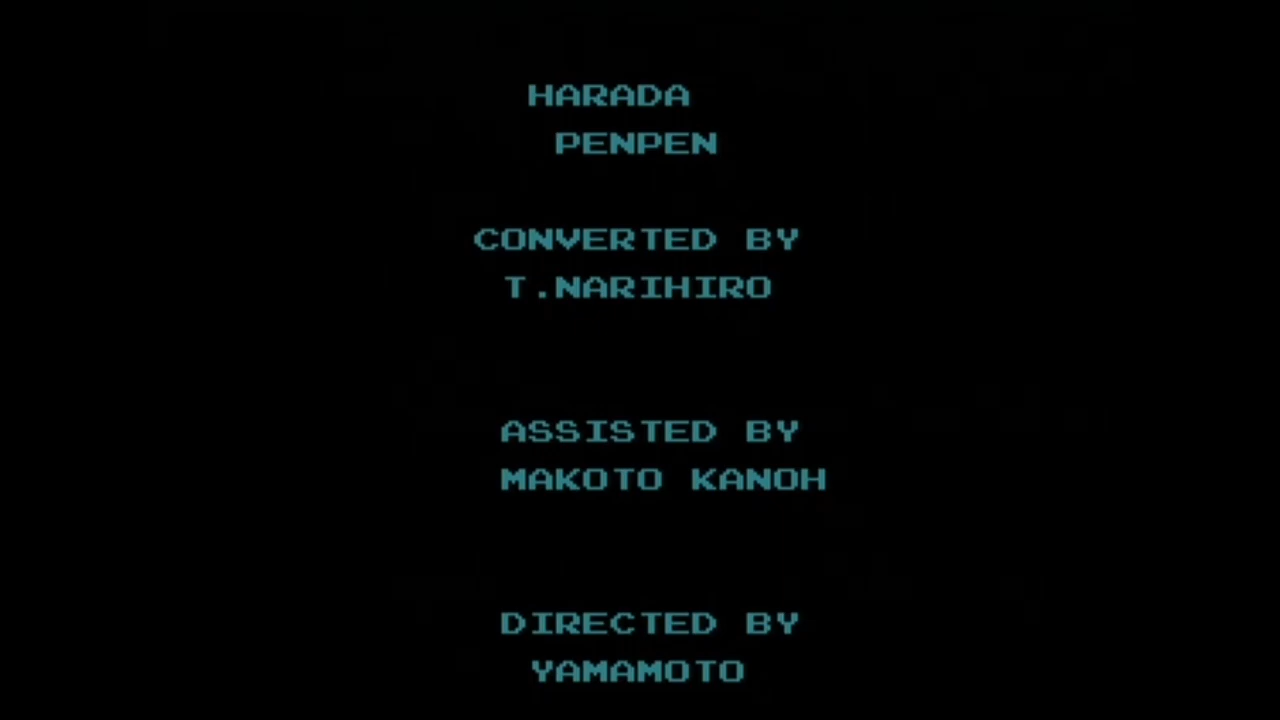 HARADA
PENPEN
CONVERTED BY
T.NARIHIRO
ASSISTED BY
MAKOTO KANOH
DIRECTED BY
YAMAMOTO